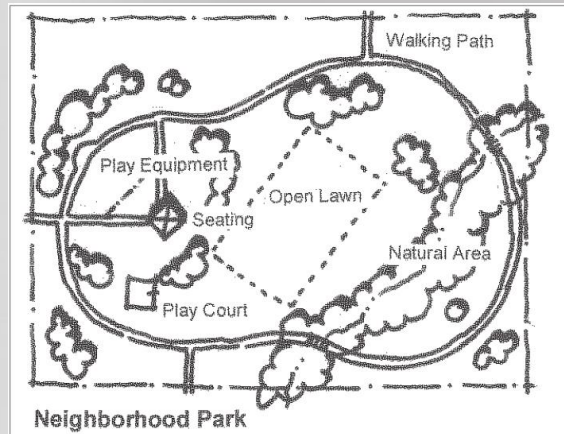 Walking Path
Play Equipment
Open Lawn
Seating
Natural Area
Play Court
Neighborhood Park